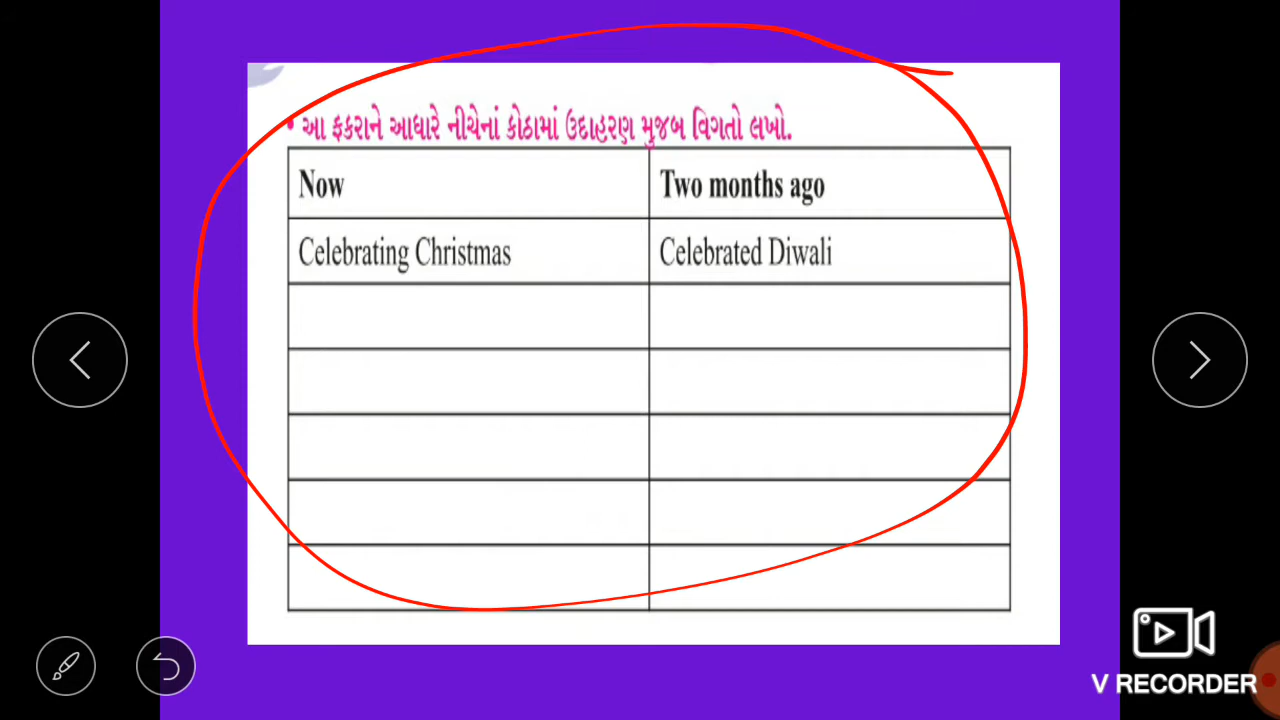 • આ ફકરાને આધારે નીચેનાં કોઠામાં ઉદાહરણ મુજબ વિગતો લખો.
Now Two months ago
Celebrating Christmas Celebrated Diwali
V RECORDER